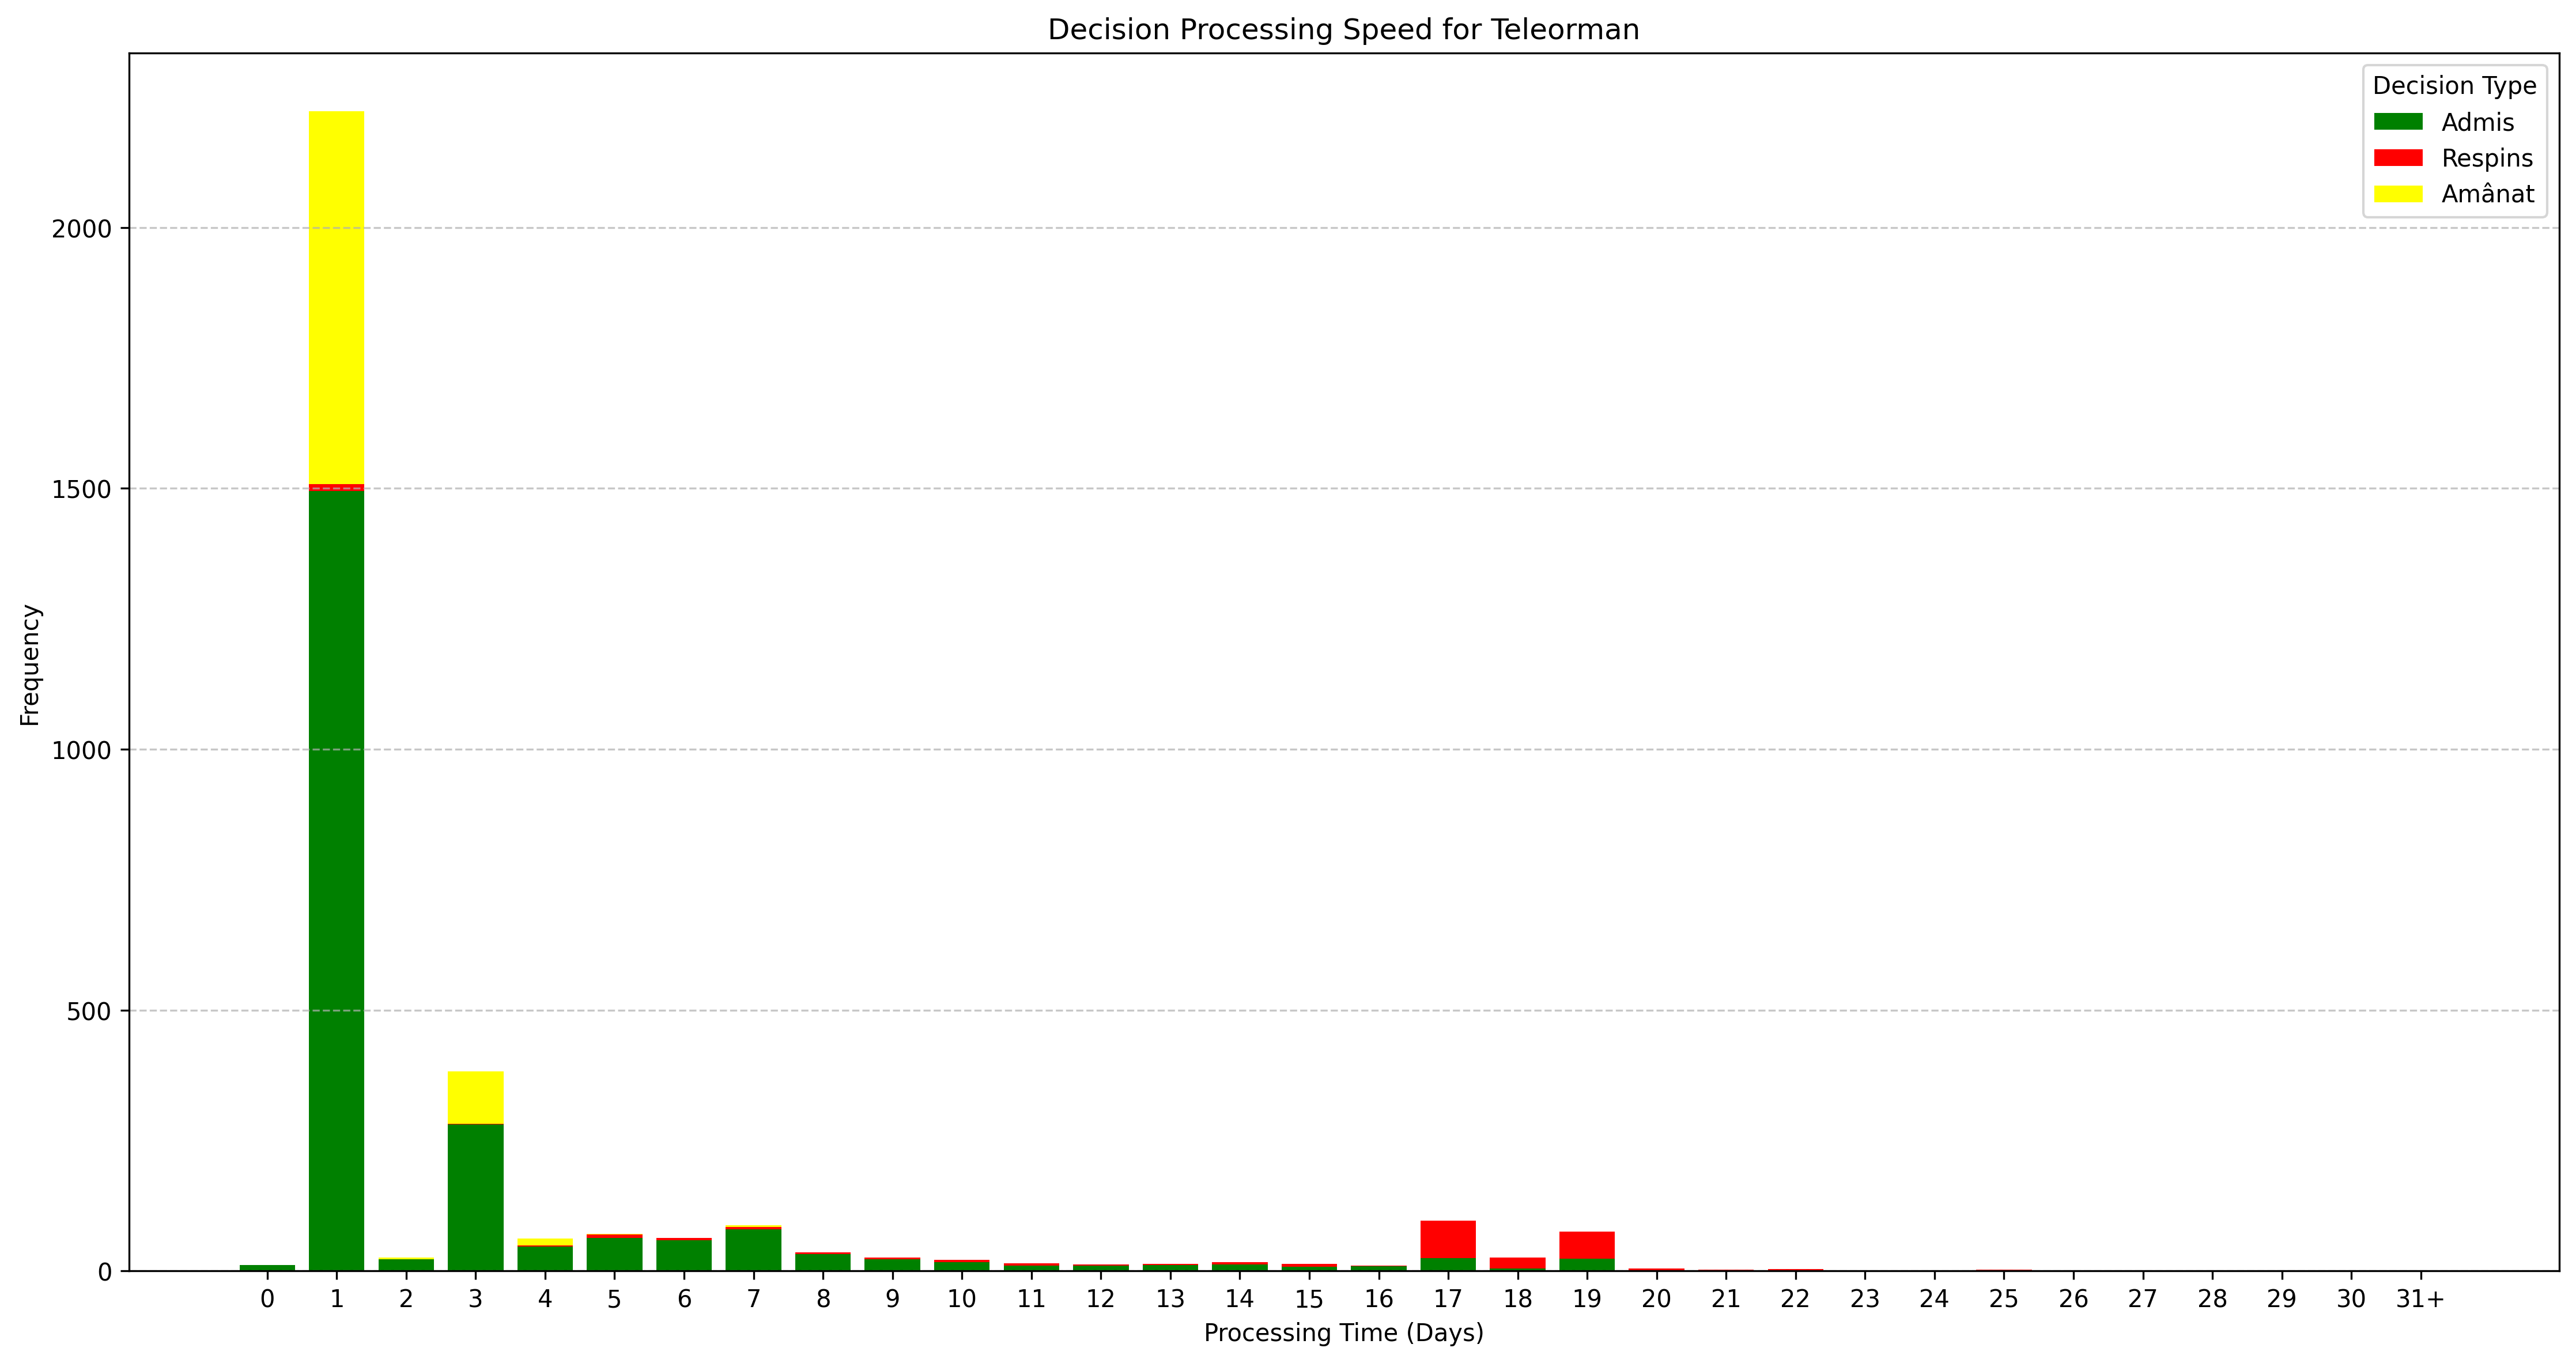 Decision Processing Speed for Teleorman
Decision Type
Admis
Respins
Amânat
Frequency
2000
1500
1000
500
0
0 1 2 3 4 5 6 7 8 9 10 11 12 13 14 15 16 17 18 19 20 21 22 23 24 25 26 27 28 29 30 31+
Processing Time (Days)